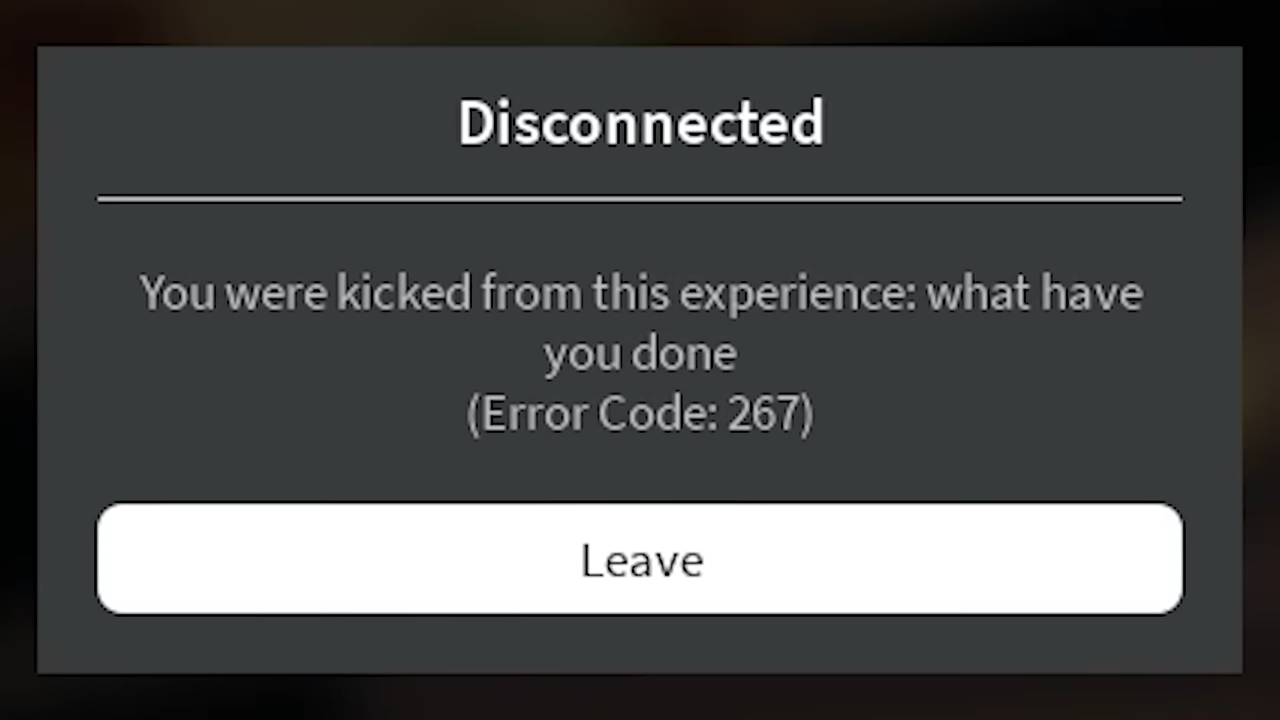 Disconnected
You were kicked from this experience: what have
you done
(Error Code: 267)
Leave